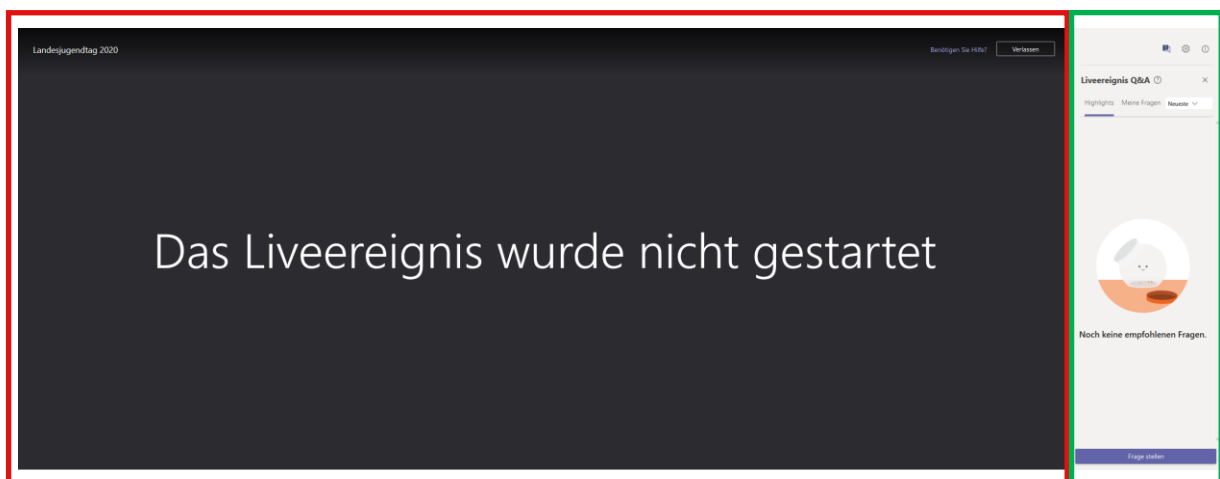 Landesjugendtag 2020
Benötigen Sie Hilfe? Verlassen
Das Liveereignis wurde nicht gestartet
Liveereignis Q&A
Highlights Meine Fragen Neueste
Noch keine empfohlenen Fragen.
Frage stellen